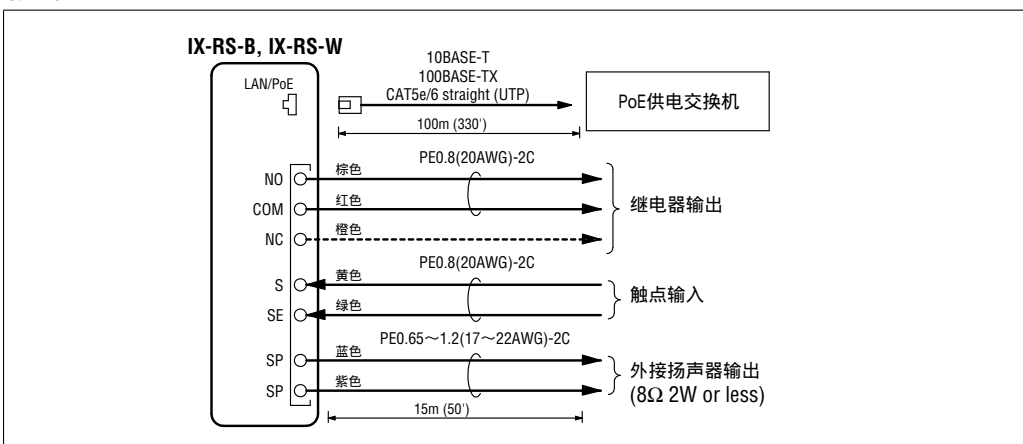 IX-RS-B, IX-RS-W
LAN/PoE
10BASE-T
100BASE-TX
CAT5e/6 straight (UTP)
100m (330')
PoE供电交换机
PE0.8(20AWG)-2C
NO
棕色
COM
红色
NC
橙色
继电器输出
PE0.8(20AWG)-2C
S
黄色
SE
绿色
触点输入
PE0.65～1.2(17～22AWG)-2C
SP
蓝色
SP
紫色
外接扬声器输出
(8Ω 2W or less)
15m (50')